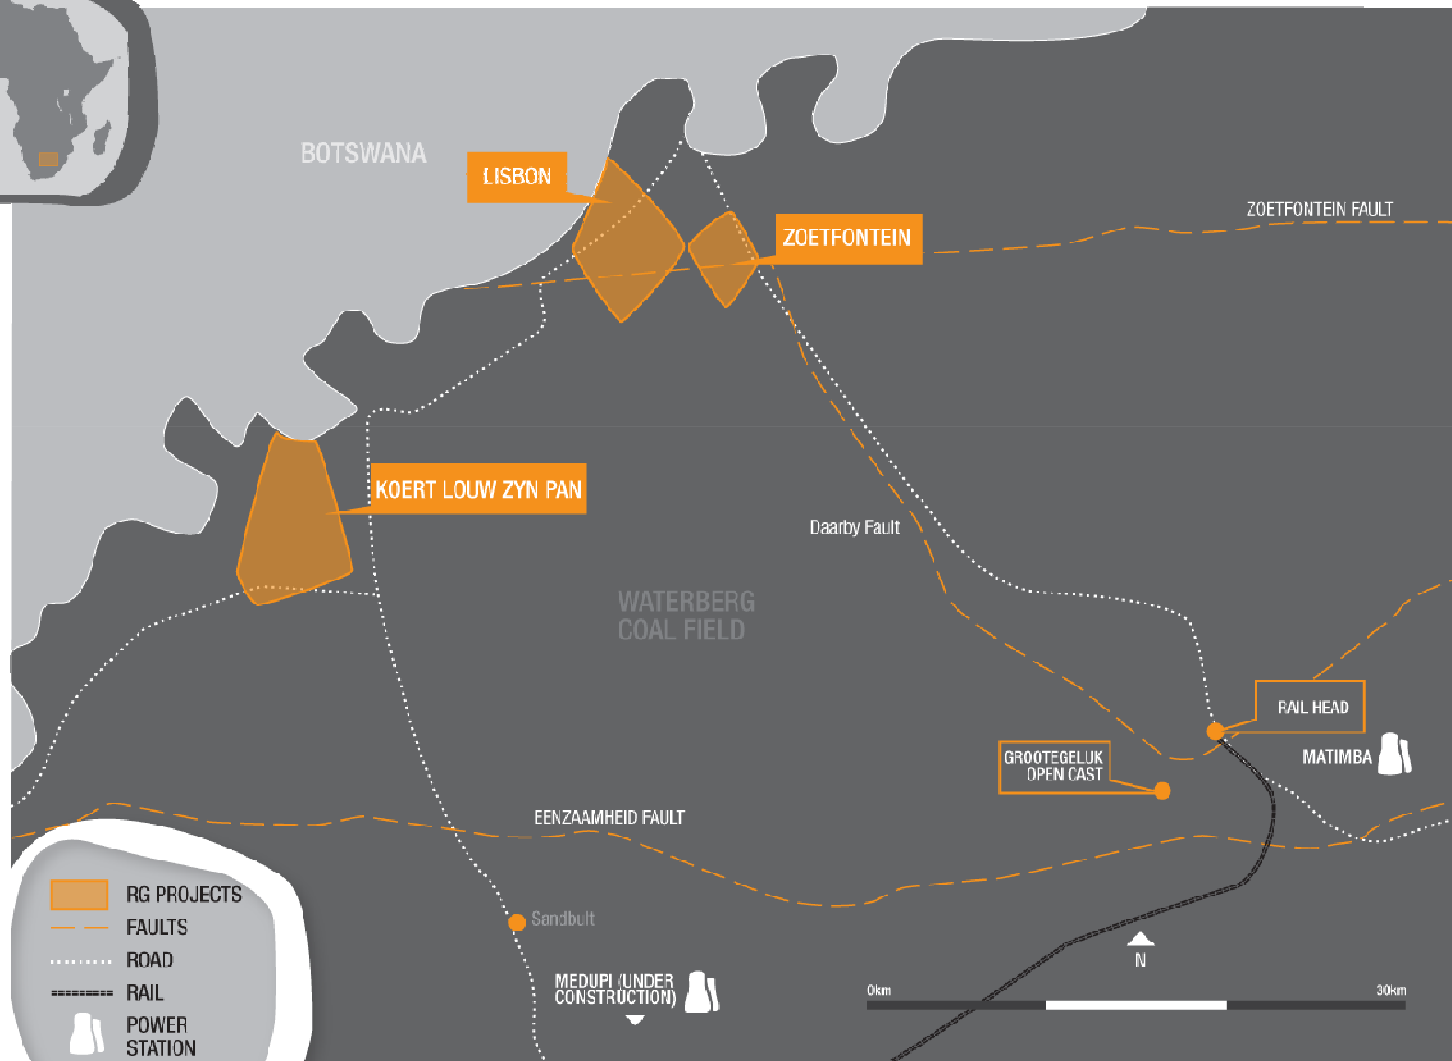 BOTSWANA
LISBON
ZOETFONTEIN FAULT
ZOETFONTEIN
KOERT LOUW ZYN PAN
Daarby Fault
WATERBERG
COAL FIELD
RAIL HEAD
GROOTEGELUK
OPEN CAST
MATIMBA
EENZAAMHEID FAULT
Sandbult
MEDUPI (UNDER
CONSTRUCTION)
N
0km
30km
RG PROJECTS
FAULTS
ROAD
RAIL
POWER
STATION